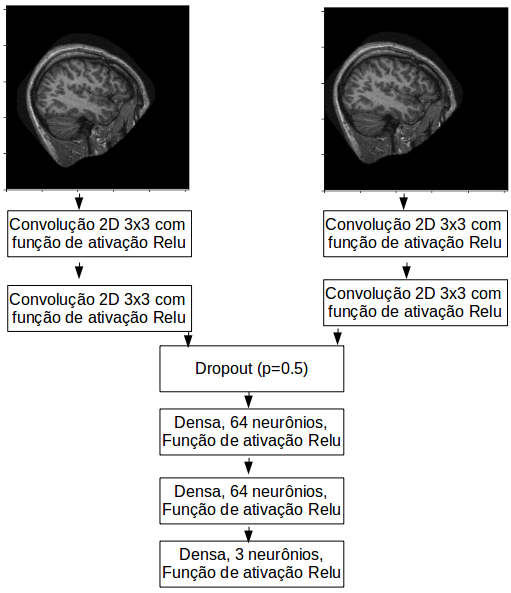 Convolução 2D 3x3 com
função de ativação Relu
Convolução 2D 3x3 com
função de ativação Relu
Convolução 2D 3x3 com
função de ativação Relu
Convolução 2D 3x3 com
função de ativação Relu
Dropout (p=0.5)
Densa, 64 neurônios,
Função de ativação Relu
Densa, 64 neurônios,
Função de ativação Relu
Densa, 3 neurônios,
Função de ativação Relu